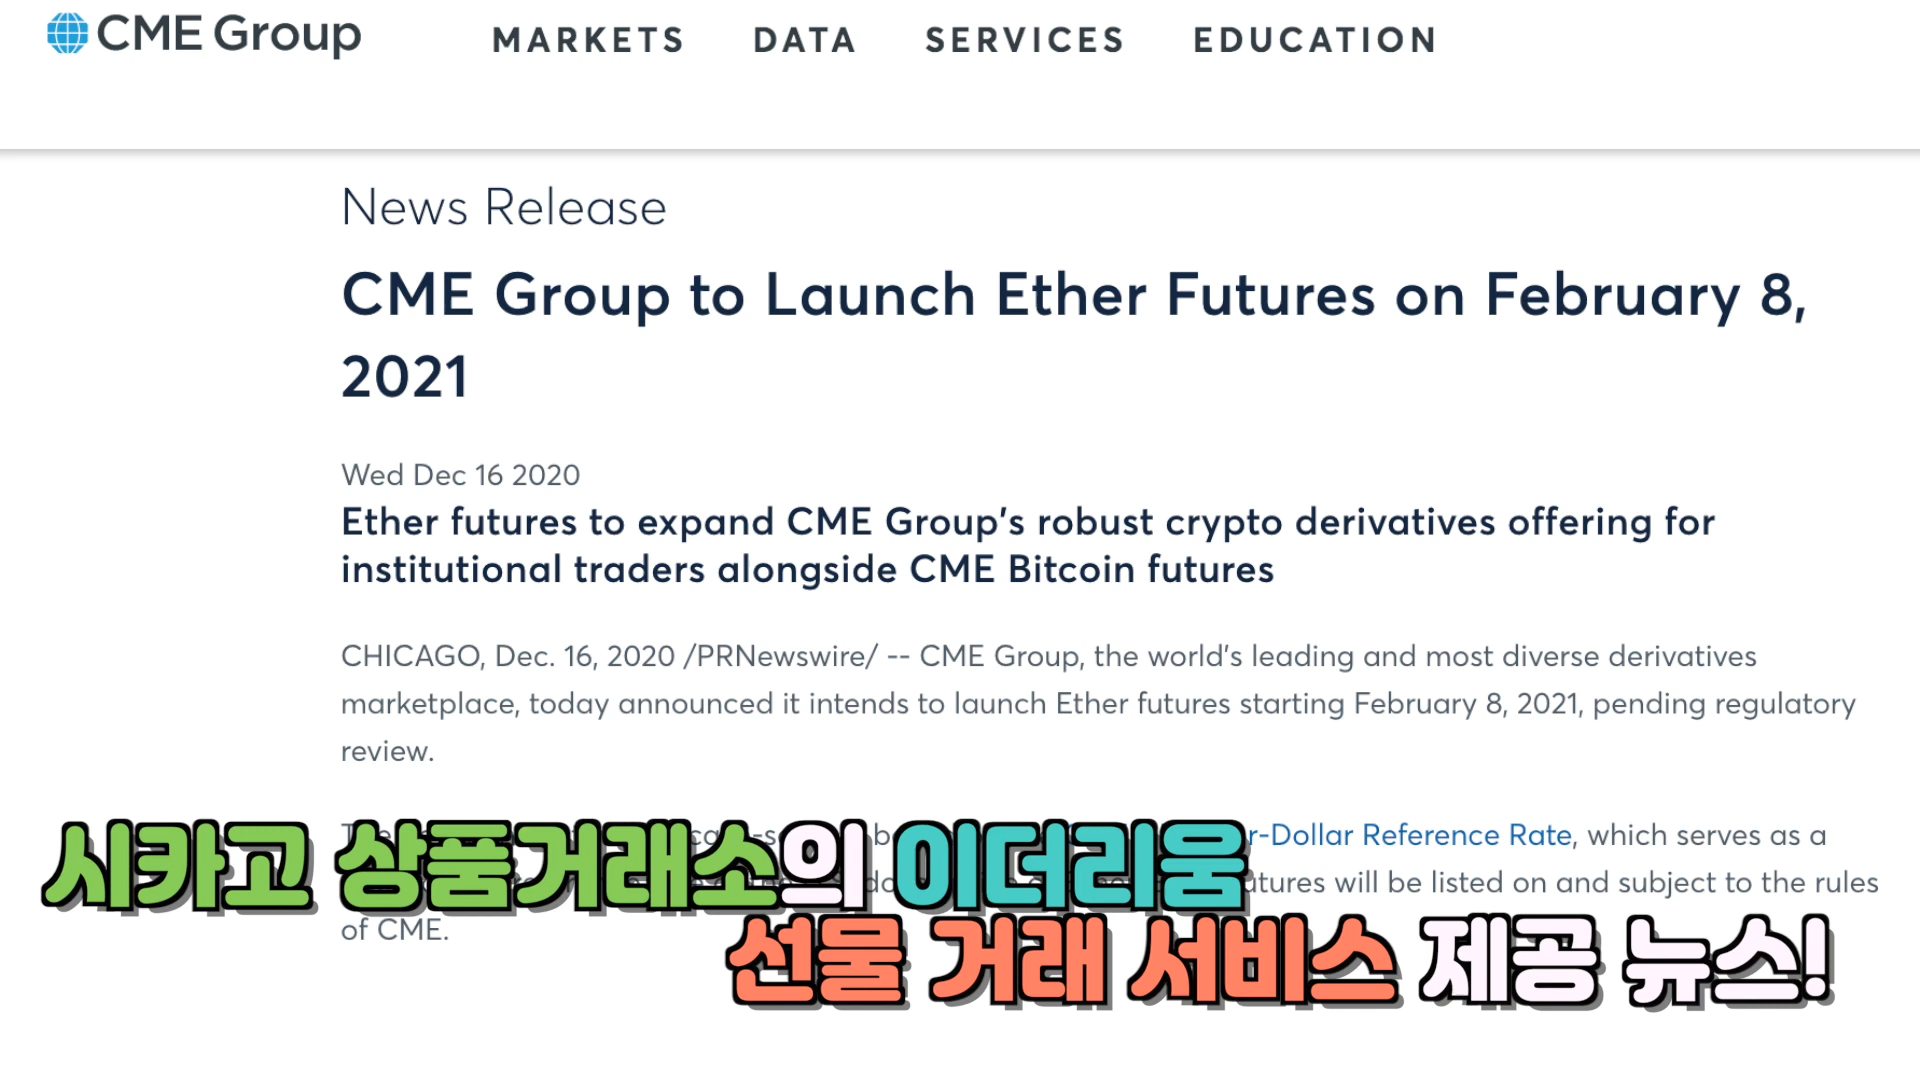 CME Group
MARKETS DATA SERVICES EDUCATION
News Release
CME Group to Launch Ether Futures on February 8,
2021
Wed Dec 16 2020
Ether futures to expand CME Group's robust crypto derivatives offering for
institutional traders alongside CME Bitcoin futures
CHICAGO, Dec. 16, 2020 /PRNewswire/ -- CME Group, the world's leading and most diverse derivatives
marketplace, today announced it intends to launch Ether futures starting February 8, 2021, pending regulatory
review.
Reference Rate, which serves as a
will be listed on and subject to the rules
of CME.
시카고 상품거래소의 이더리움
선물 거래 서비스 제공 뉴스!